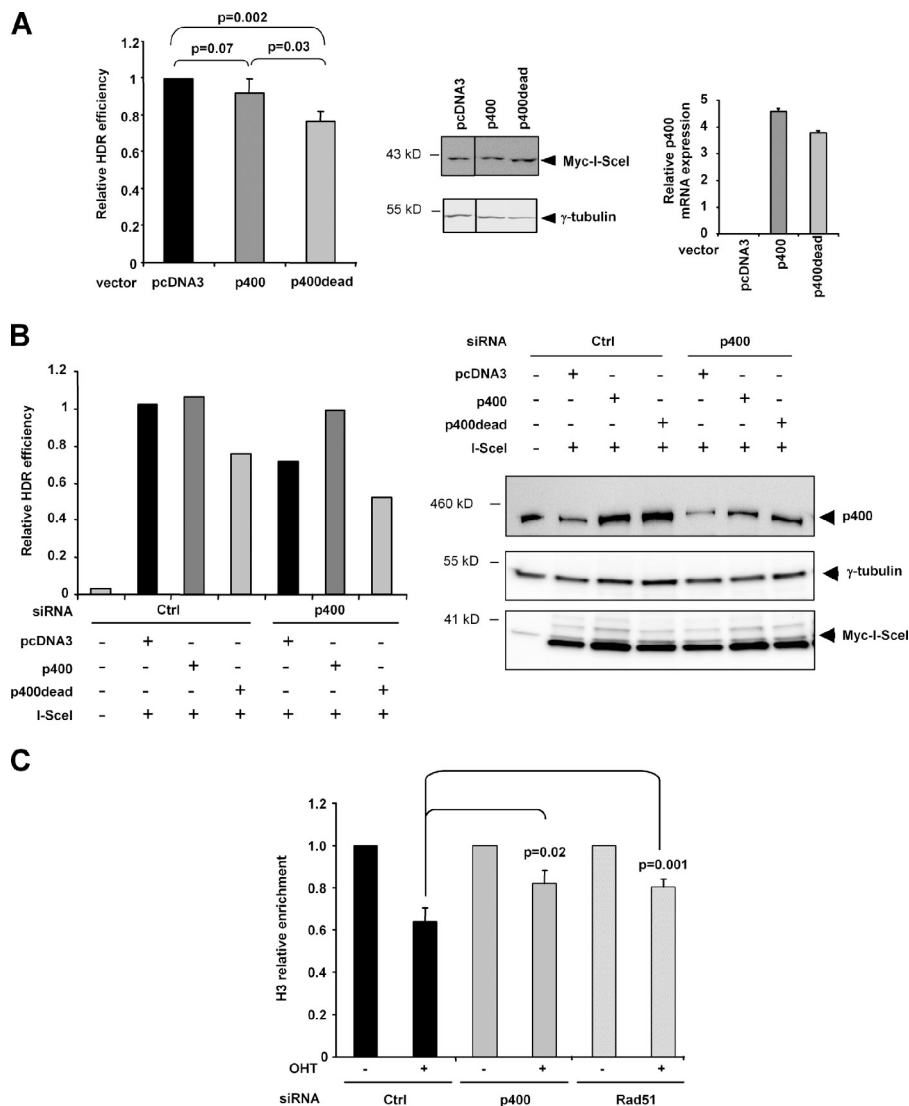 A
p=0.002
p=0.07
p=0.03
1.2
1
0.8
0.6
0.4
0.2
0
Relative HDR efficiency
vector pcDNA3 p400 p400dead
pcDNA3
p400
p400dead
43 kD
Myc-I-SceI
55 kD
γ-tubulin
5
4
3
2
1
0
Relative p400
mRNA expression
vector
pcDNA3
p400
p400dead
B
1.2
1
0.8
0.6
0.4
0.2
0
Relative HDR efficiency
siRNA Ctrl p400
pcDNA3 - + - - + - -
p400 - - + - - + -
p400dead - - - + - - +
I-SceI - + + + + + +
siRNA Ctrl p400
pcDNA3 - + - - + - -
p400 - - + - - + -
p400dead - - - + - - +
I-SceI - + + + + + +
460 kD
p400
55 kD
γ-tubulin
41 kD
Myc-I-SceI
C
1.2
1.0
0.8
0.6
0.4
0.2
0
H3 relative enrichment
p=0.02
p=0.001
OHT - + - + - +
siRNA Ctrl p400 Rad51